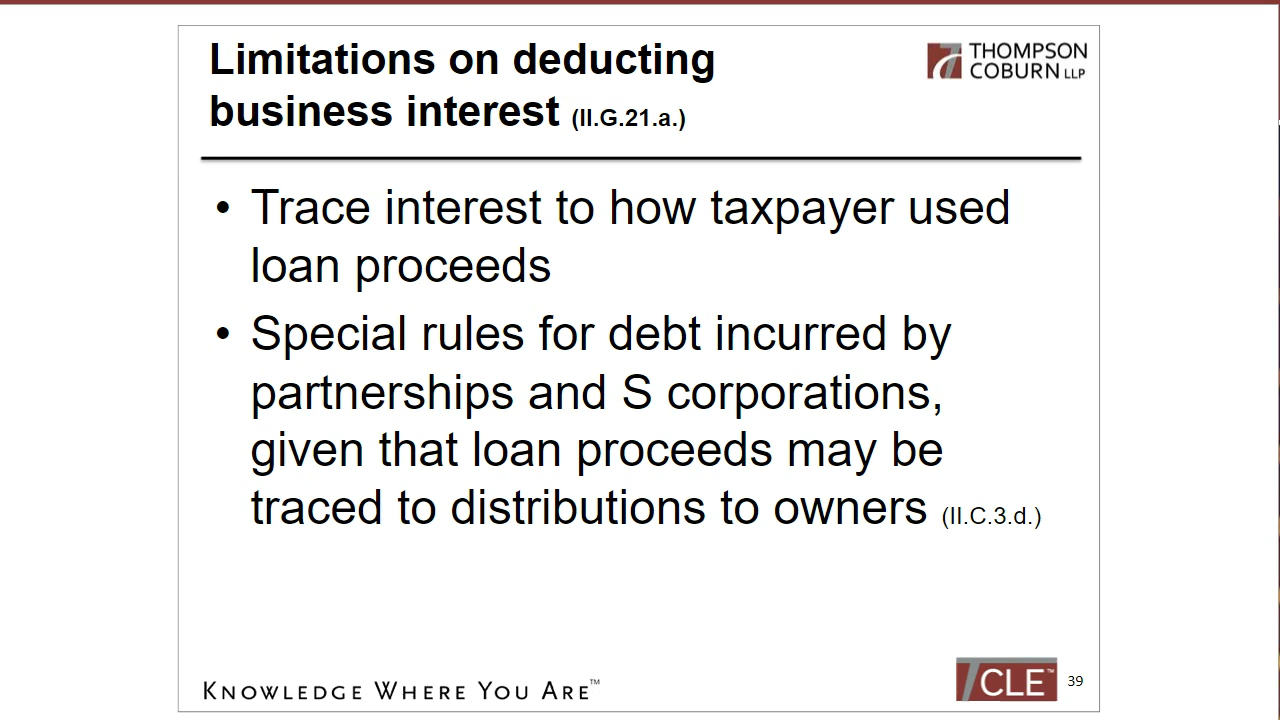 Limitations on deducting
business interest (II.G.21.a.)
THOMPSON
COBURN LLP
• Trace interest to how taxpayer used
loan proceeds
• Special rules for debt incurred by
partnerships and S corporations,
given that loan proceeds may be
traced to distributions to owners (II.C.3.d.)
KNOWLEDGE WHERE YOU ARE™
CLE™
39